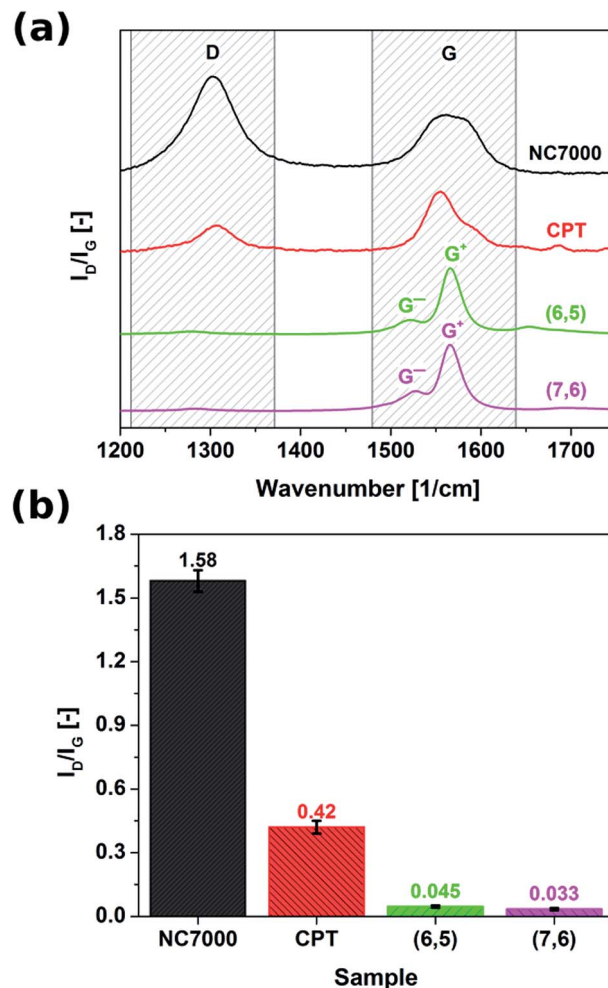 (a)
D
G
NC7000
CPT
G⁺
G⁻
(6,5)
G⁺
G⁻
(7,6)
I_D/I_G [-]
1200 1300 1400 1500 1600 1700
Wavenumber [1/cm]
(b)
1.8
1.58
1.5
1.2
0.9
0.6
0.42
0.3
0.045
0.033
0.0
I_D/I_G [-]
NC7000 CPT (6,5) (7,6)
Sample